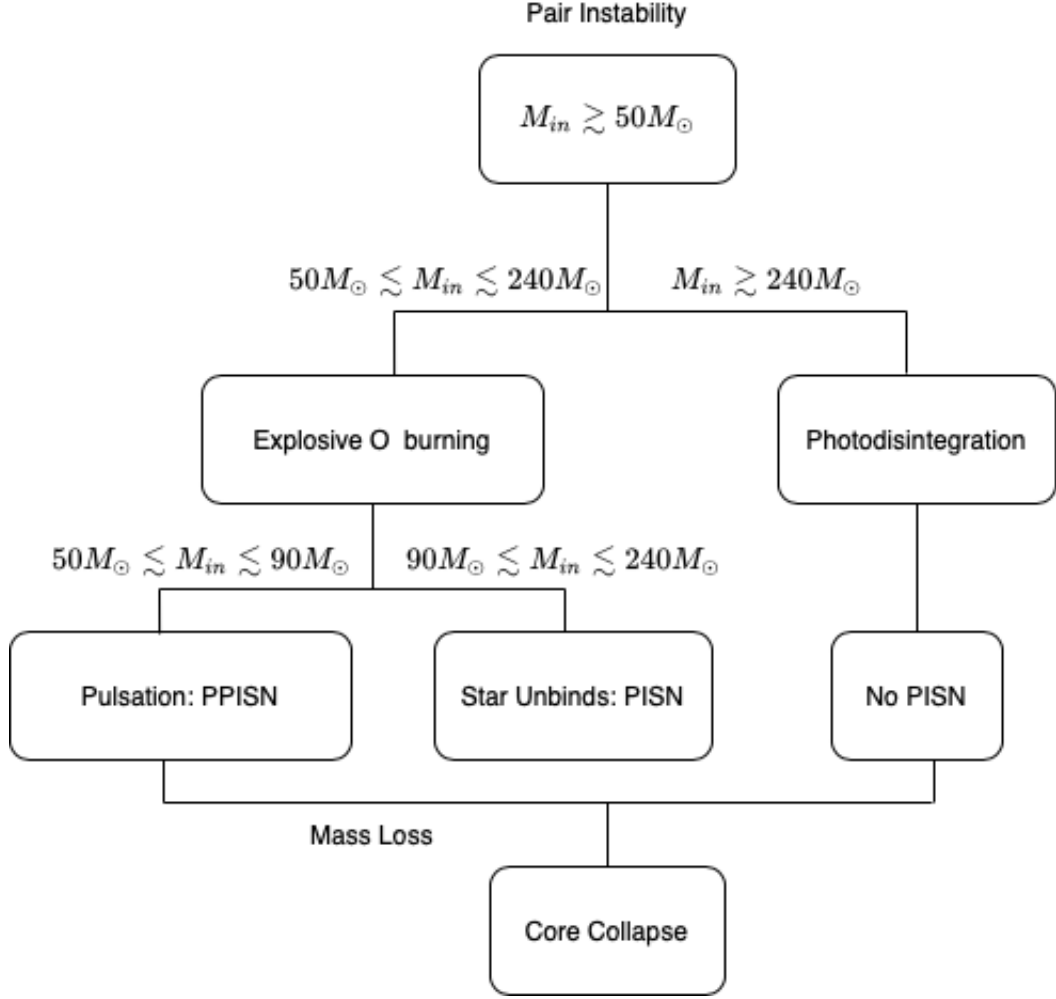 Pair Instability
M_{in} ≳ 50M_⊙
50M_⊙ ≲ M_{in} ≲ 240M_⊙
M_{in} ≳ 240M_⊙
Explosive O burning
Photodisintegration
50M_⊙ ≲ M_{in} ≲ 90M_⊙
90M_⊙ ≲ M_{in} ≲ 240M_⊙
Pulsation: PPISN
Star Unbinds: PISN
No PISN
Mass Loss
Core Collapse